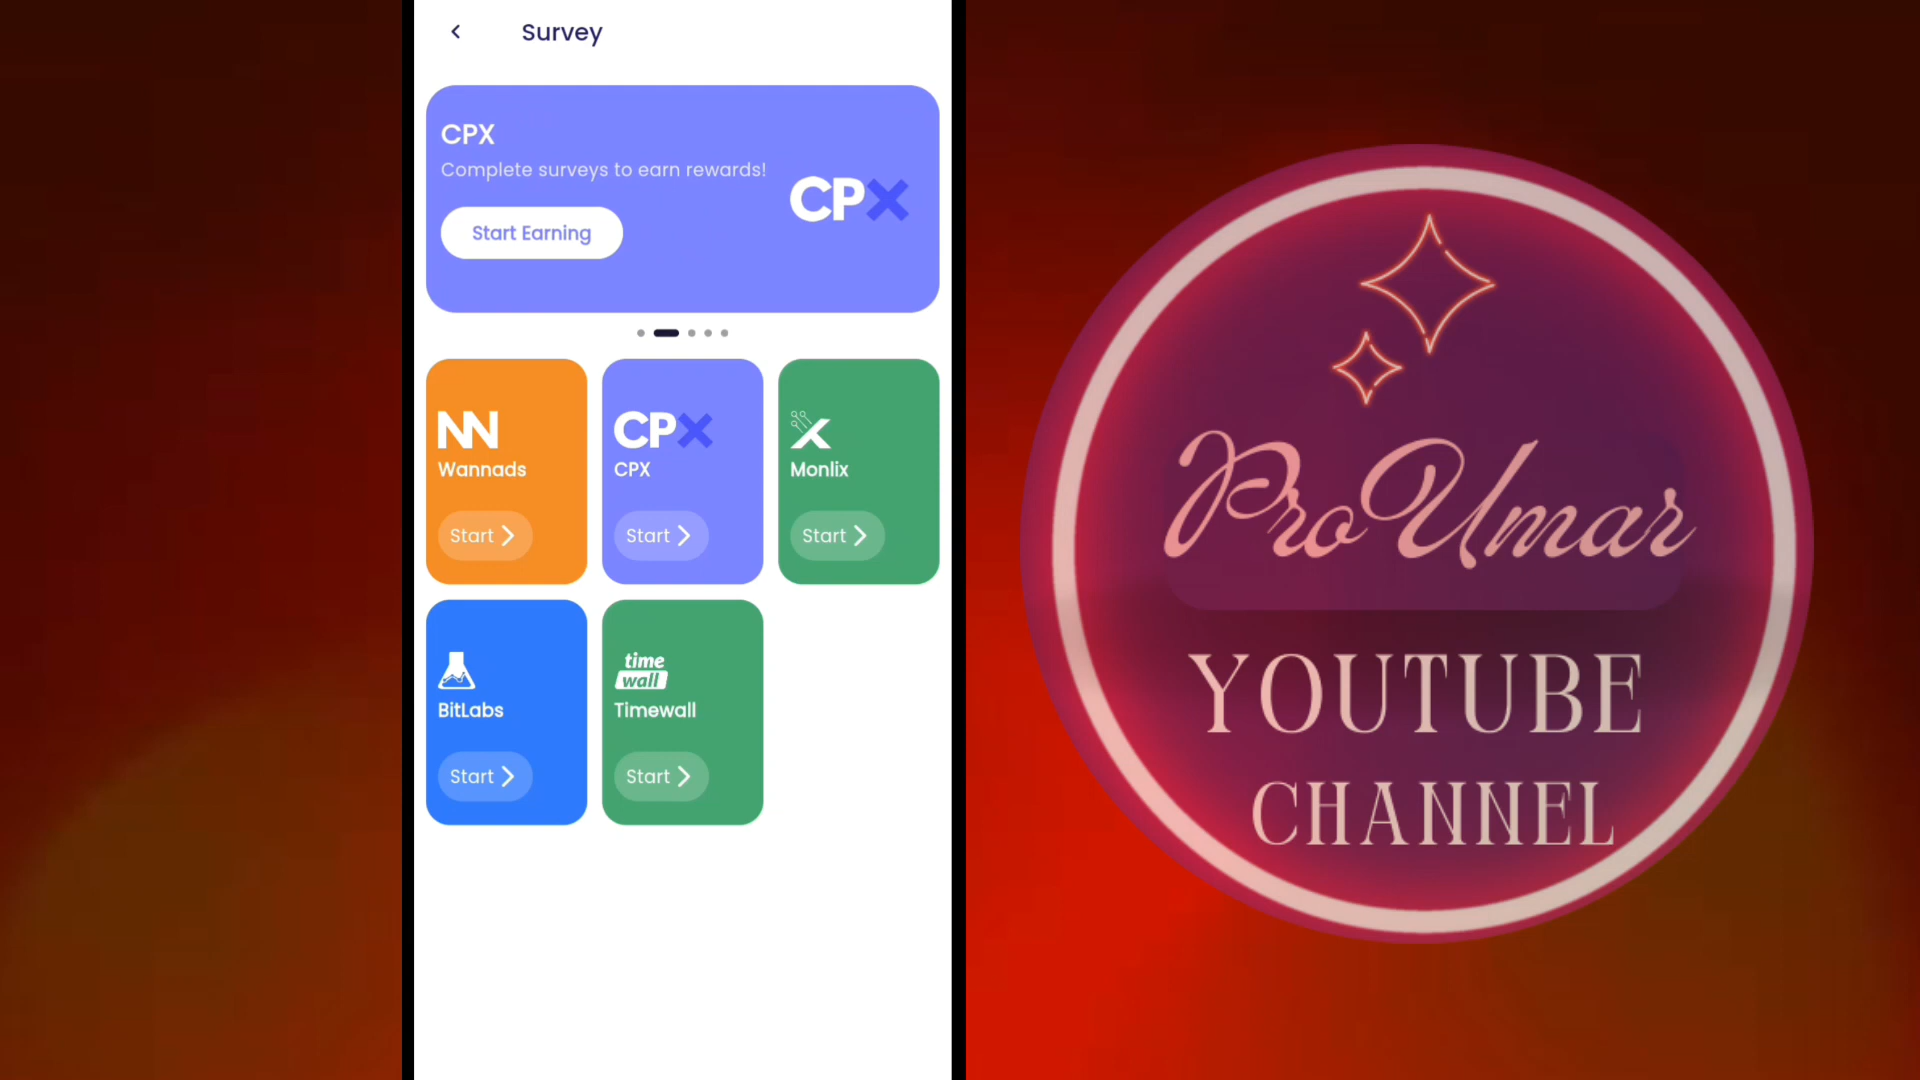 Survey
CPX
Complete surveys to earn rewards!
CPX
Start Earning
Wannads
Start
CPX
CPX
Start
Monlix
Start
BitLabs
Start
time
wall
Timewall
Start
ProUmar
YOUTUBE
CHANNEL